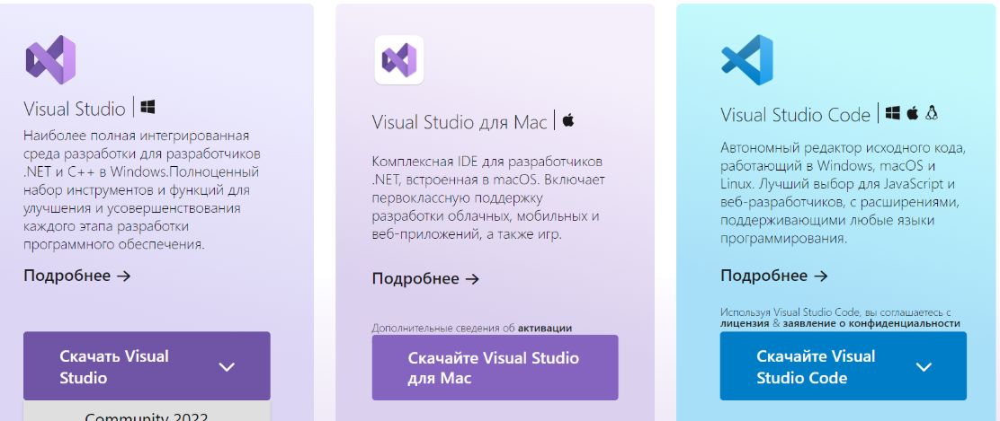 Visual Studio
Наиболее полная интегрированная
среда разработки для разработчиков
.NET и C++ в Windows.Полноценный
набор инструментов и функций для
улучшения и усовершенствования
каждого этапа разработки
программного обеспечения.
Подробнее →
Скачать Visual
Studio
Community 2022
Visual Studio для Mac
Комплексная IDE для разработчиков
.NET, встроенная в macOS. Включает
первоклассную поддержку
разработки облачных, мобильных и
веб-приложений, а также игр.
Подробнее →
Дополнительные сведения об активации
Скачайте Visual Studio
для Mac
Visual Studio Code
Автономный редактор исходного кода,
работающий в Windows, macOS и
Linux. Лучший выбор для JavaScript и
веб-разработчиков, с расширениями,
поддерживающими любые языки
программирования.
Подробнее →
Используя Visual Studio Code, вы соглашаетесь с
лицензия & заявление о конфиденциальности
Скачайте Visual
Studio Code